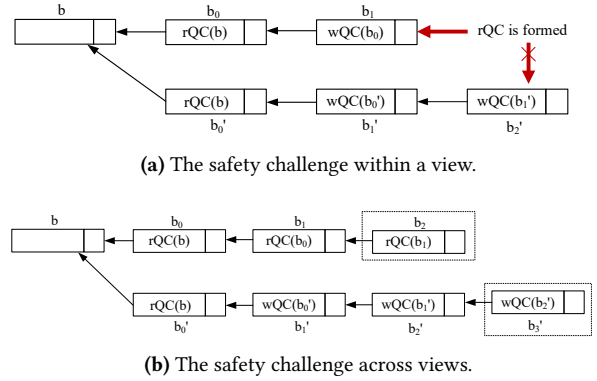 b b₀ b₁
rQC(b) wQC(b₀) rQC is formed
rQC(b) wQC(b₀') wQC(b₁')
b₀' b₁' b₂'
(a) The safety challenge within a view.
b b₀ b₁ b₂
rQC(b) rQC(b₀) rQC(b₁)
rQC(b) wQC(b₀') wQC(b₁') wQC(b₂')
b₀' b₁' b₂' b₃'
(b) The safety challenge across views.